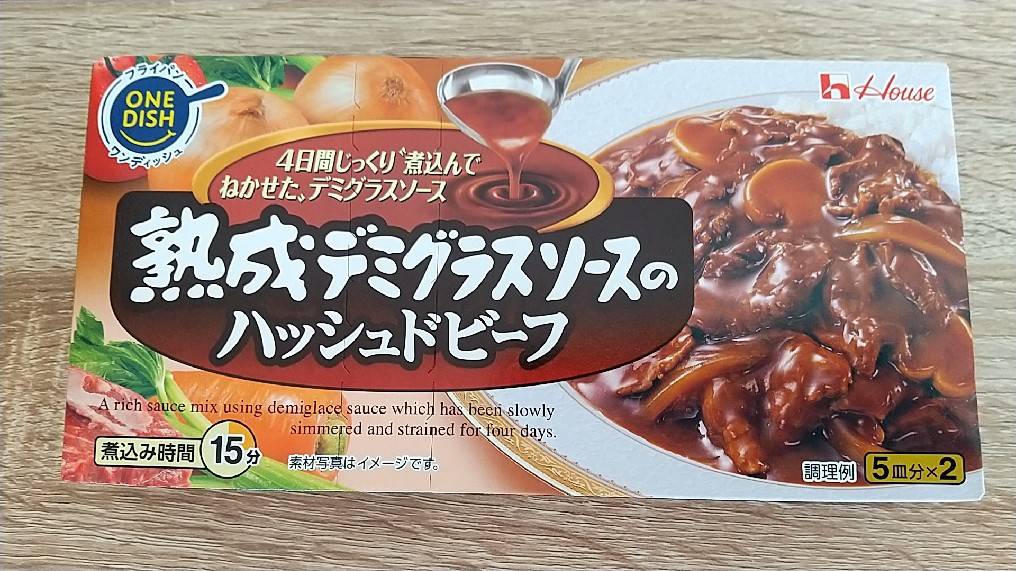 フライパン
ONE
DISH
ワンディッシュ
House
4日間じっくり煮込んで
ねかせた、デミグラスソース
熟成デミグラスソースの
ハッシュドビーフ
A rich sauce mix using demiglace sauce which has been slowly
simmered and strained for four days.
煮込み時間 15分
素材写真はイメージです。
調理例 5皿分×2